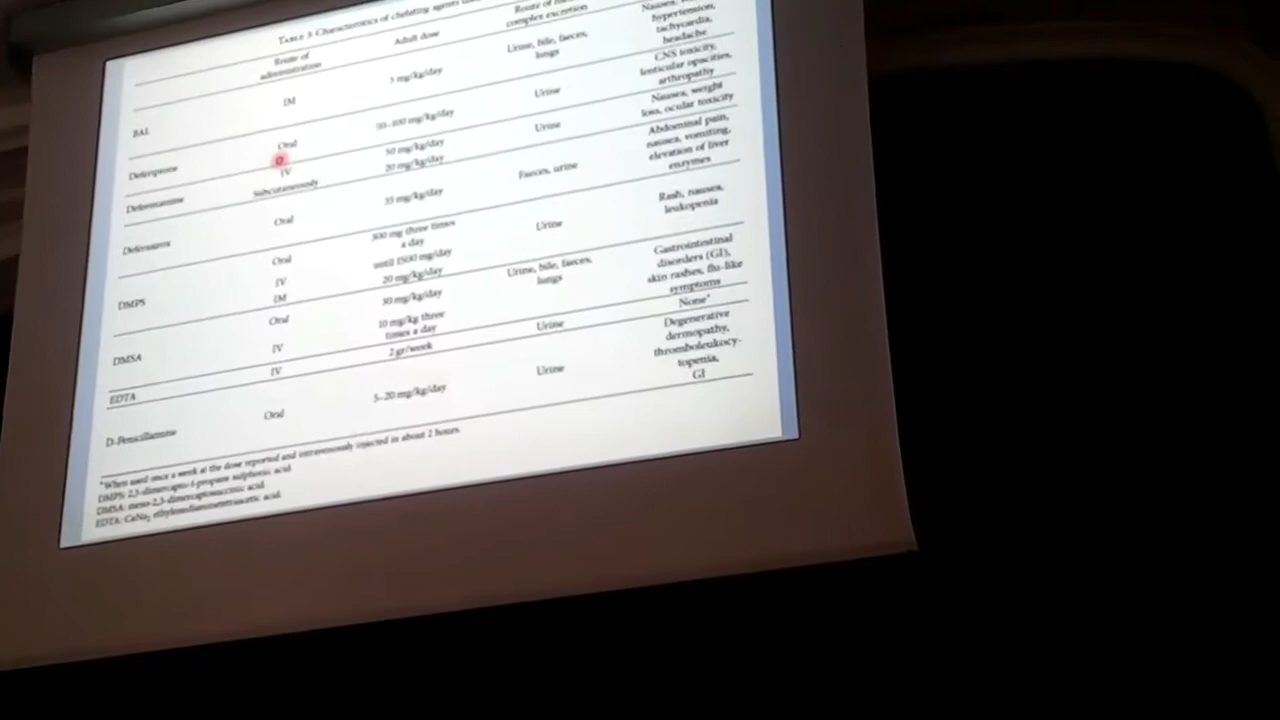 TABLE 3: Characteristics of chelating agents
Route of administration Adult dose Route of complex excretion
BAL IM 5 mg/kg/day Urine, bile, faeces, lungs Nausea, hypertension, tachycardia, headache
Deferiprone Oral mg/kg/day Urine CNS toxicity, lenticular opacities, arthropathy
Deferoxamine IV 50 mg/kg/day Urine Nausea, weight loss, ocular toxicity
Subcutaneously 20 mg/kg/day
Deferasirox Oral 35 mg/kg/day Faeces, urine Abdominal pain, nausea, vomiting, elevation of liver enzymes
DMPS Oral 300 mg three times a day until 1500 mg/day Urine Rash, nausea, leukopenia
IV 20 mg/kg/day
DMSA IM Oral 30 mg/kg/day Urine, bile, faeces, lungs Gastrointestinal disorders (GI), skin rashes, flu-like symptoms
IV 10 mg/kg three times a day
EDTA IV 2 gr/week Urine None*
D-Penicillamine Oral 5–20 mg/kg/day Urine Degenerative dermopathy, thromboleukocy-topenia, GI
*When used once a week at the dose reported and intravenously injected in about 2 hours.
DMPS: 2,3-dimercapto-1-propane sulphonic acid.
DMSA: meso-2,3-dimercaptosuccinic acid.
EDTA: CaNa2 ethylenediaminetetraacetic acid.